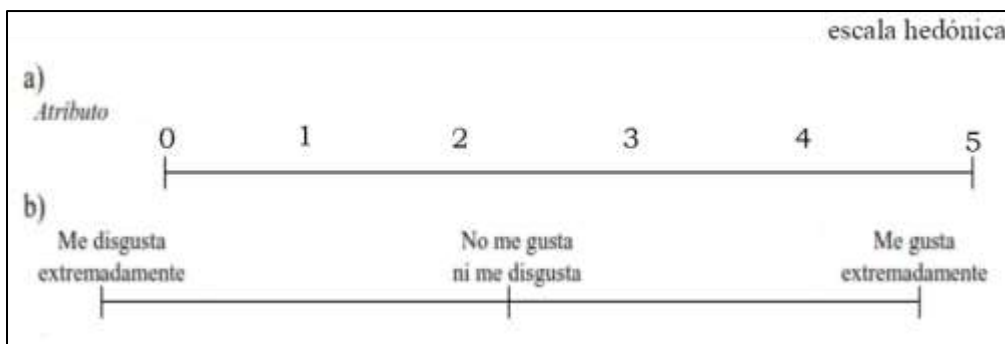 escala hedónica
a)
Atributo
0 1 2 3 4 5
b)
Me disgusta No me gusta Me gusta
extremadamente ni me disgusta extremadamente